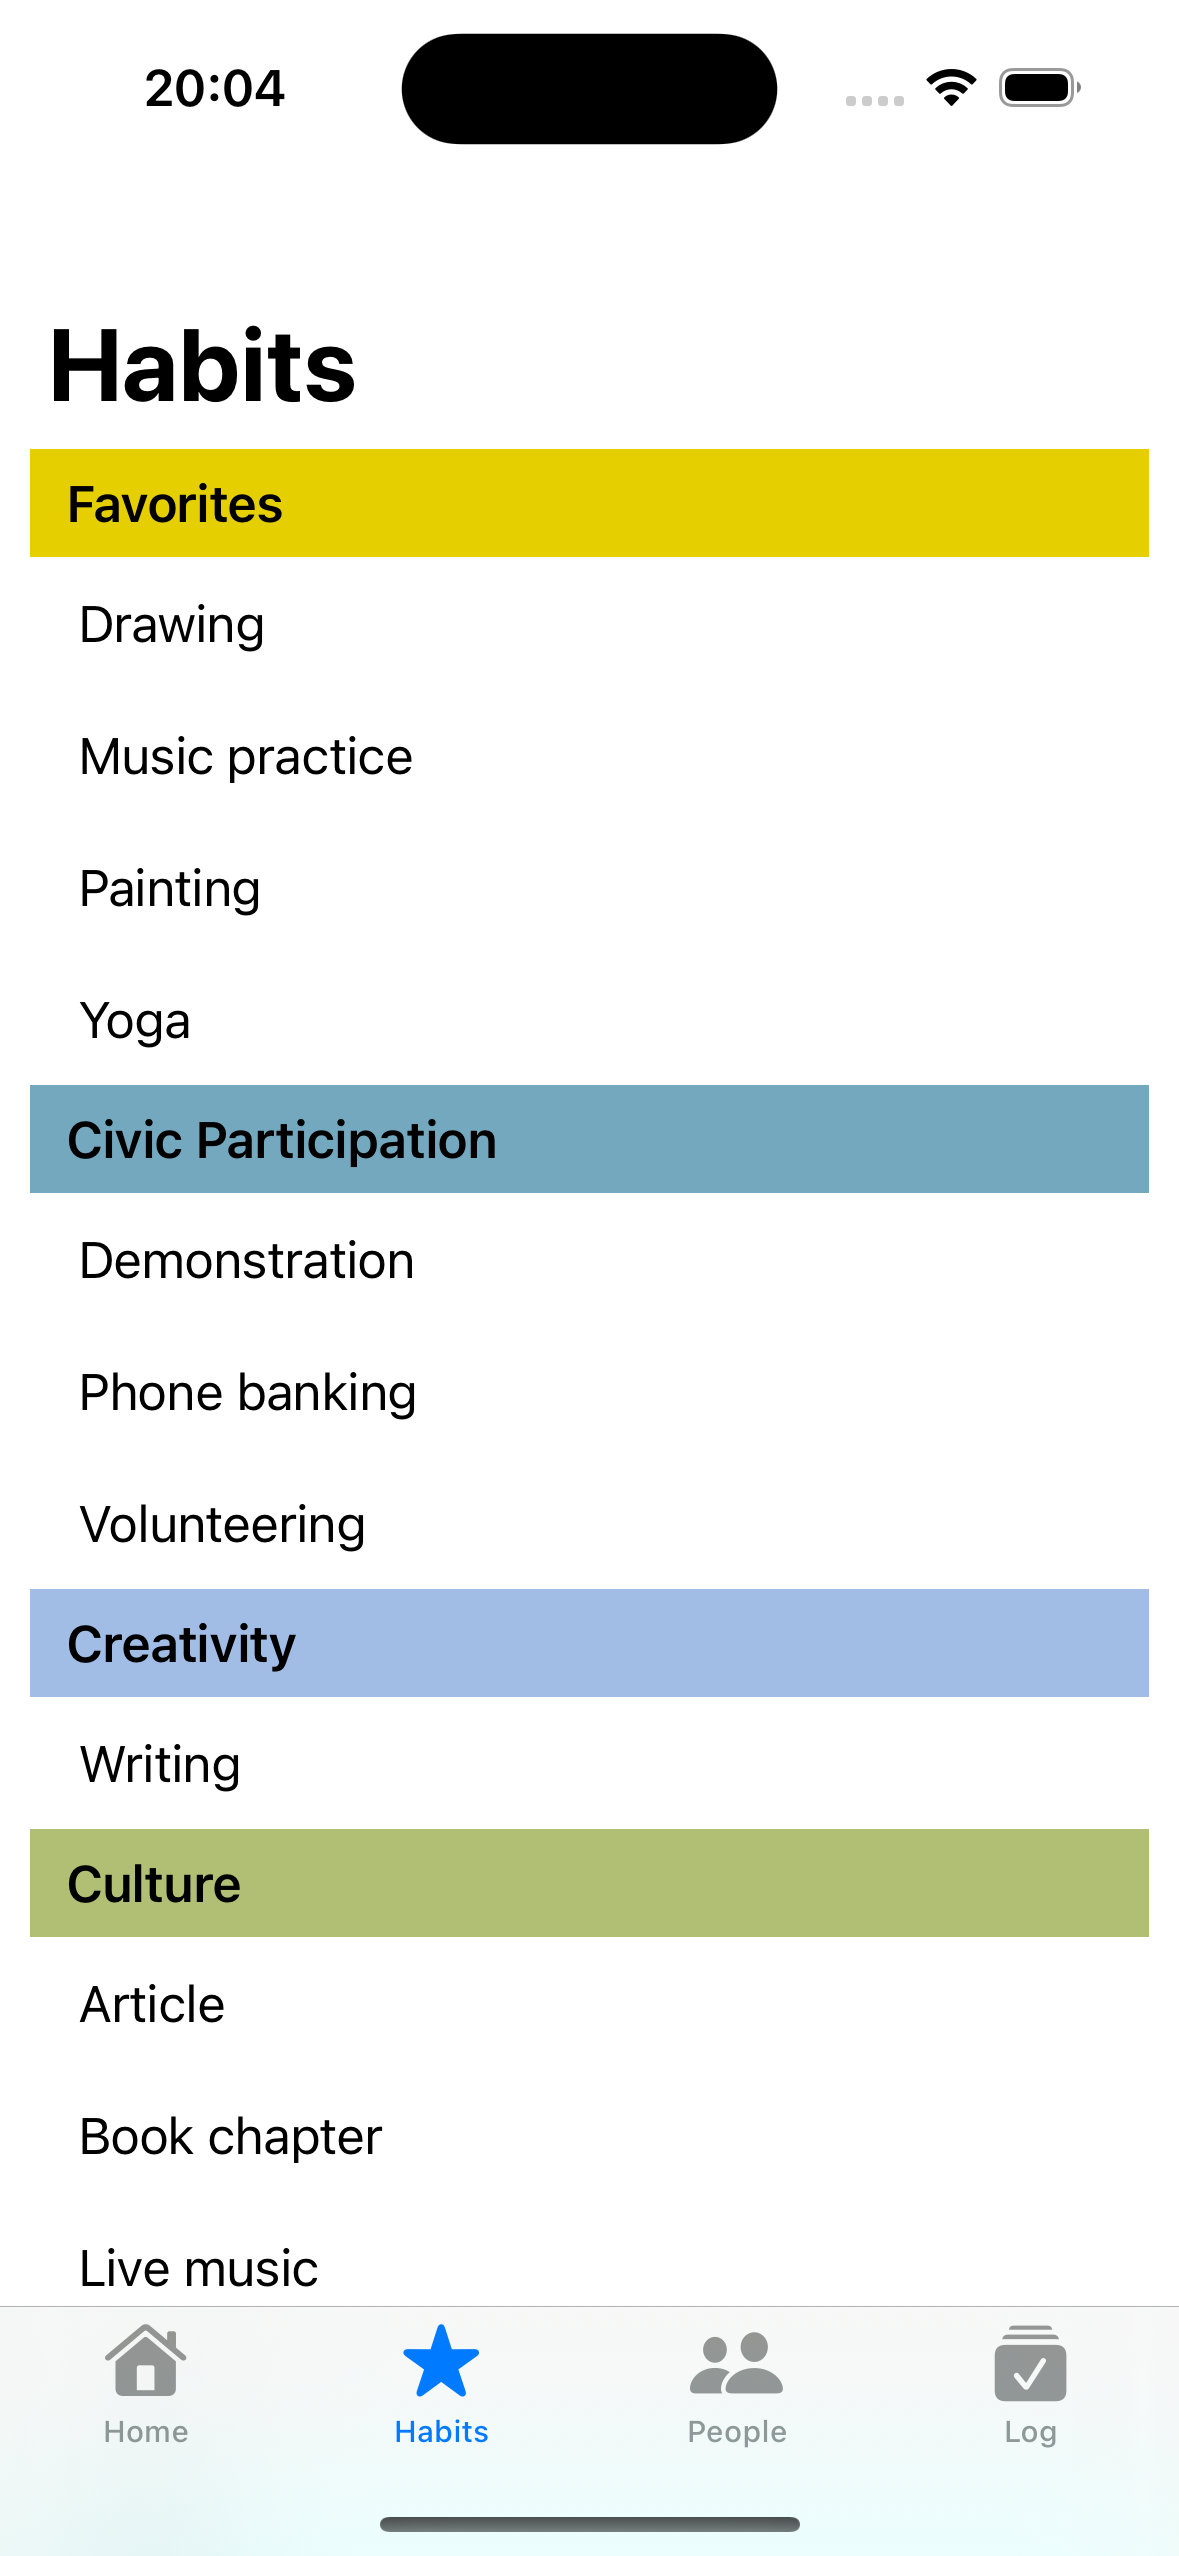 20:04
Habits
Favorites
Drawing
Music practice
Painting
Yoga
Civic Participation
Demonstration
Phone banking
Volunteering
Creativity
Writing
Culture
Article
Book chapter
Live music
Home Habits People Log